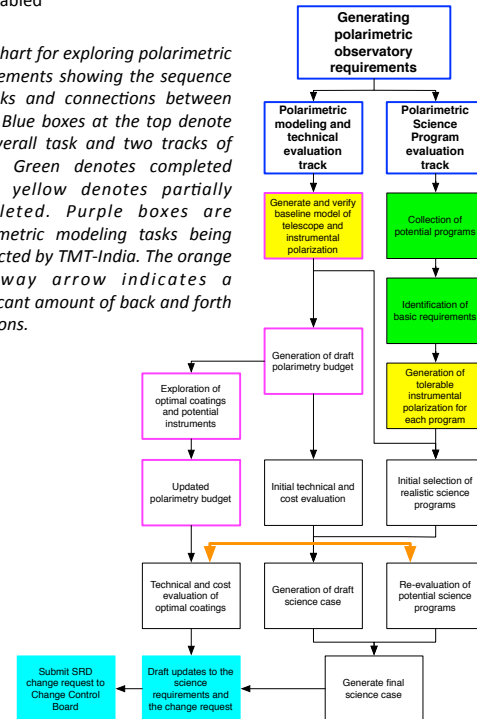 abled
hart for exploring polarimetric
ements showing the sequence
ks and connections between
Blue boxes at the top denote
verall task and two tracks of
Green denotes completed
yellow denotes partially
leted. Purple boxes are
metric modeling tasks being
cted by TMT-India. The orange
way arrow indicates a
cant amount of back and forth
ons.
Generating
polarimetric
observatory
requirements
Polarimetric
modeling and
technical
evaluation
track
Polarimetric
Science
Program
evaluation
track
Generate and verify
baseline model of
telescope and
instrumental
polarization
Collection of
potential programs
Identification of
basic requirements
Generation of draft
polarimetry budget
Exploration of
optimal coatings
and potential
instruments
Generation of
tolerable
instrumental
polarization for
each program
Updated
polarimetry budget
Initial technical and
cost evaluation
Initial selection of
realistic science
programs
Technical and cost
evaluation of
optimal coatings
Generation of draft
science case
Re-evaluation of
potential science
programs
Submit SRD
change request to
Change Control
Board
Draft updates to the
science
requirements and
the change request
Generate final
science case